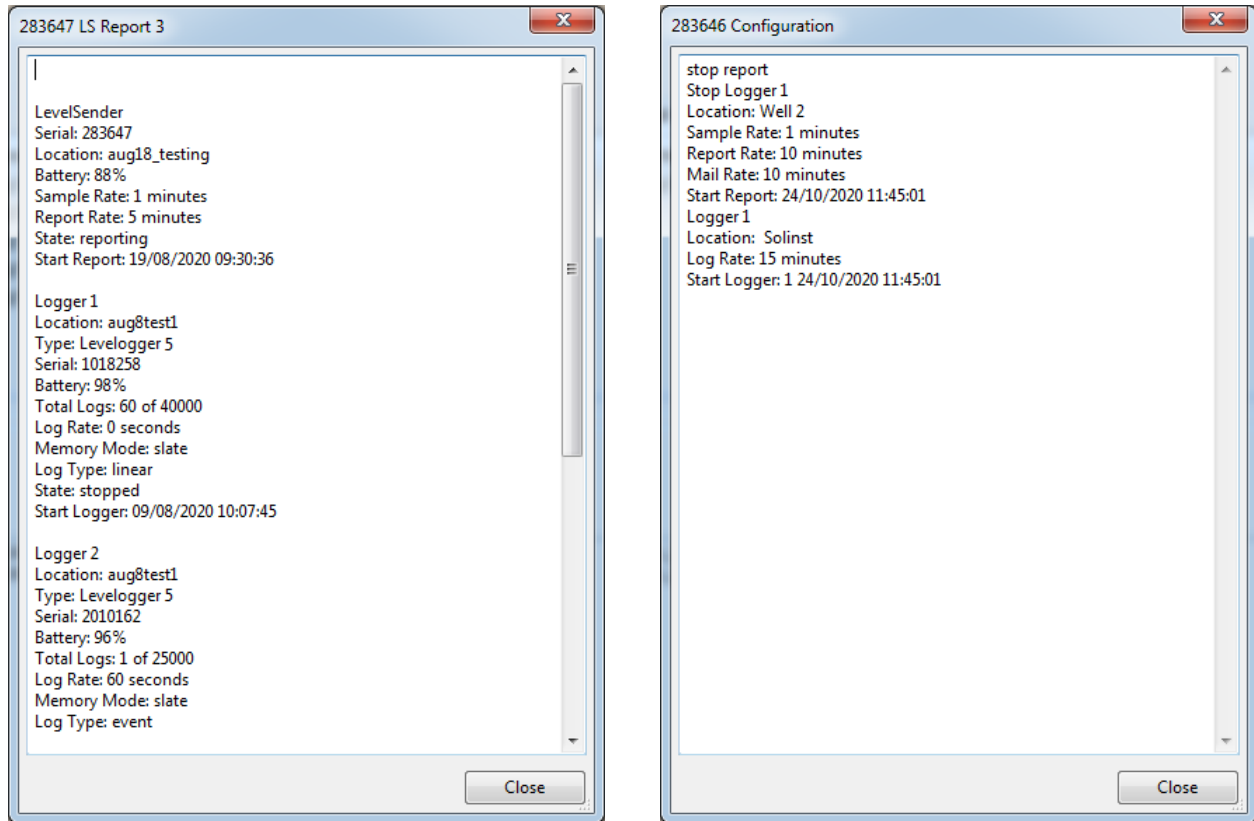 283647 LS Report 3
LevelSender
Serial: 283647
Location: aug18_testing
Battery: 88%
Sample Rate: 1 minutes
Report Rate: 5 minutes
State: reporting
Start Report: 19/08/2020 09:30:36
Logger 1
Location: aug8test1
Type: Levelogger 5
Serial: 1018258
Battery: 98%
Total Logs: 60 of 40000
Log Rate: 0 seconds
Memory Mode: slate
Log Type: linear
State: stopped
Start Logger: 09/08/2020 10:07:45
Logger 2
Location: aug8test1
Type: Levelogger 5
Serial: 2010162
Battery: 96%
Total Logs: 1 of 25000
Log Rate: 60 seconds
Memory Mode: slate
Log Type: event
Close
283646 Configuration
stop report
Stop Logger 1
Location: Well 2
Sample Rate: 1 minutes
Report Rate: 10 minutes
Mail Rate: 10 minutes
Start Report: 24/10/2020 11:45:01
Logger 1
Location:  Solinst
Log Rate: 15 minutes
Start Logger: 1 24/10/2020 11:45:01
Close